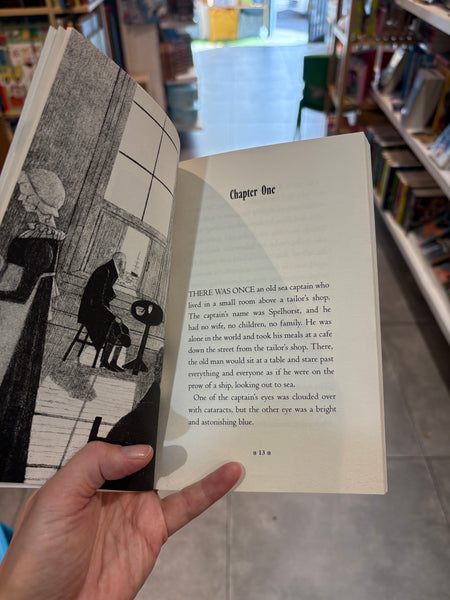 Chapter One
THERE WAS ONCE an old sea captain who
lived in a small room above a tailor's shop.
The captain's name was Spelhorst, and he
had no wife, no children, no family. He was
alone in the world and took his meals at a cafe
down the street from the tailor's shop. There,
the old man would sit at a table and stare past
everything and everyone as if he were on the
prow of a ship, looking out to sea.
One of the captain's eyes was clouded over
with cataracts, but the other eye was a bright
and astonishing blue.
13